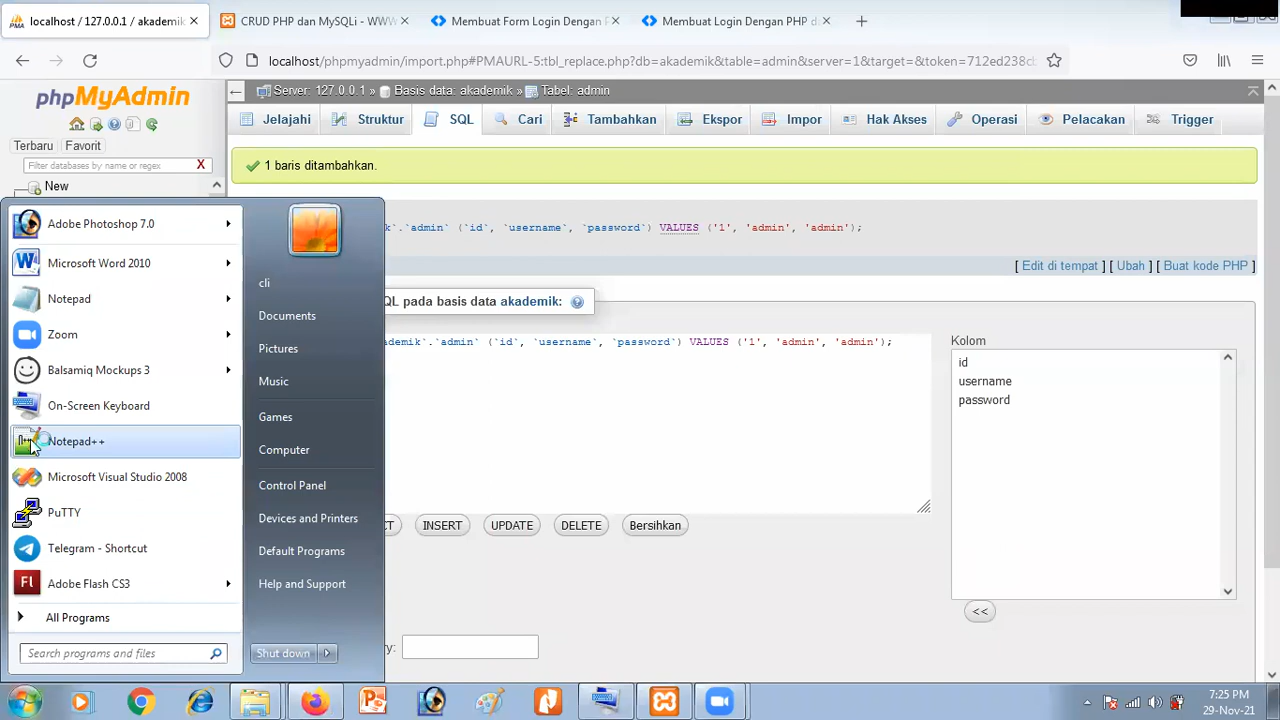 localhost / 127.0.0.1 / akademik
CRUD PHP dan MySQLi - WWW
Membuat Form Login Dengan P
Membuat Login Dengan PHP d
localhost/phpmyadmin/import.php#PMAURL-5:tbl_replace.php?db=akademik&table=admin&server=1&target=&token=712ed238cb
phpMyAdmin
Terbaru Favorit
Filter databases by name or regex X
New
Server: 127.0.0.1 » Basis data: akademik »
Jelajahi Struktur SQL Cari Tambahkan Ekspor Impor Hak Akses Operasi Pelacakan Trigger
1 baris ditambahkan.
k`.`admin` (`id`, `username`, `password`) VALUES ('1', 'admin', 'admin');
[ Edit di tempat ] [ Ubah ] [ Buat kode PHP ]
QL pada basis data akademik:
demik`.`admin` (`id`, `username`, `password`) VALUES ('1', 'admin', 'admin');
Kolom
id
username
password
<<
CT INSERT UPDATE DELETE Bersihkan
ry:
Adobe Photoshop 7.0
Microsoft Word 2010
Notepad
Zoom
Balsamiq Mockups 3
On-Screen Keyboard
Notepad++
Microsoft Visual Studio 2008
PuTTY
Telegram - Shortcut
Adobe Flash CS3
All Programs
Search programs and files
cli
Documents
Pictures
Music
Games
Computer
Control Panel
Devices and Printers
Default Programs
Help and Support
Shut down
7:25 PM
29-Nov-21